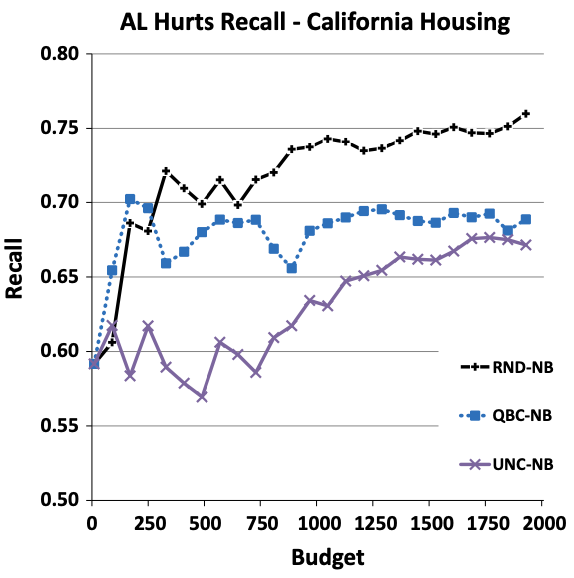 AL Hurts Recall - California Housing
0.80
0.75
0.70
0.65
0.60
0.55
0.50
Recall
RND-NB
QBC-NB
UNC-NB
0 250 500 750 1000 1250 1500 1750 2000
Budget